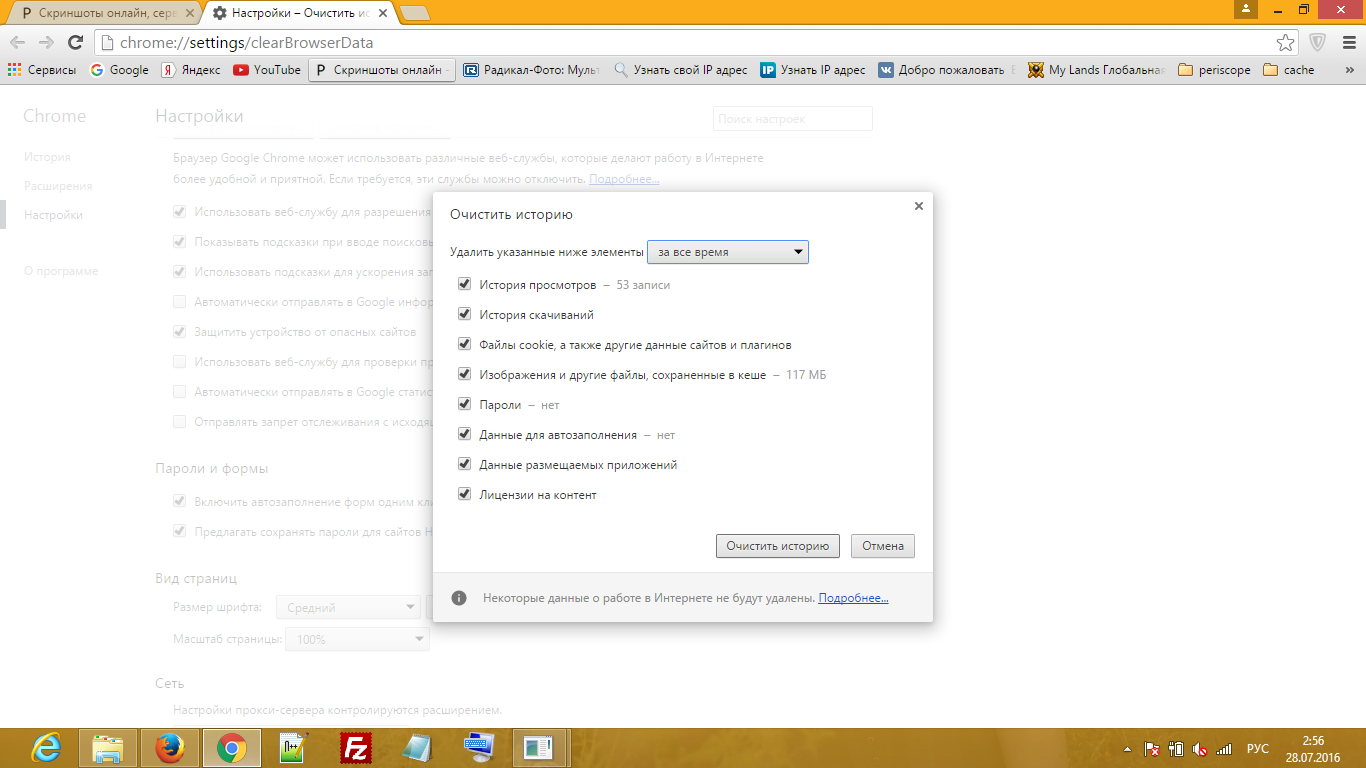 Скриншоты онлайн, сер
Настройки – Очистить ис
chrome://settings/clearBrowserData
Сервисы Google Яндекс YouTube Скриншоты онлайн - Радикал-Фото: Мульт Узнать свой IP адрес Узнать IP адрес Добро пожаловать My Lands Глобальная periscope cache »
Chrome
Настройки
Поиск настроек
История
Расширения
Настройки
О программе
Браузер Google Chrome может использовать различные веб-службы, которые делают работу в Интернете
более удобной и приятной. Если требуется, эти службы можно отключить. Подробнее...
Использовать веб-службу для разрешения
Показывать подсказки при вводе поисковы
Использовать подсказки для ускорения заг
Автоматически отправлять в Google инфор
Защитить устройство от опасных сайтов
Использовать веб-службу для проверки пр
Автоматически отправлять в Google статис
Отправлять запрет отслеживания с исходящ
Пароли и формы
Включить автозаполнение форм одним кли
Предлагать сохранять пароли для сайтов Н
Вид страниц
Размер шрифта: Средний
Масштаб страницы: 100%
Сеть
Настройки прокси-сервера контролируются расширением.
Очистить историю
Удалить указанные ниже элементы за все время
История просмотров – 53 записи
История скачиваний
Файлы cookie, а также другие данные сайтов и плагинов
Изображения и другие файлы, сохраненные в кеше – 117 МБ
Пароли – нет
Данные для автозаполнения – нет
Данные размещаемых приложений
Лицензии на контент
Очистить историю Отмена
Некоторые данные о работе в Интернете не будут удалены. Подробнее...
РУС
2:56
28.07.2016